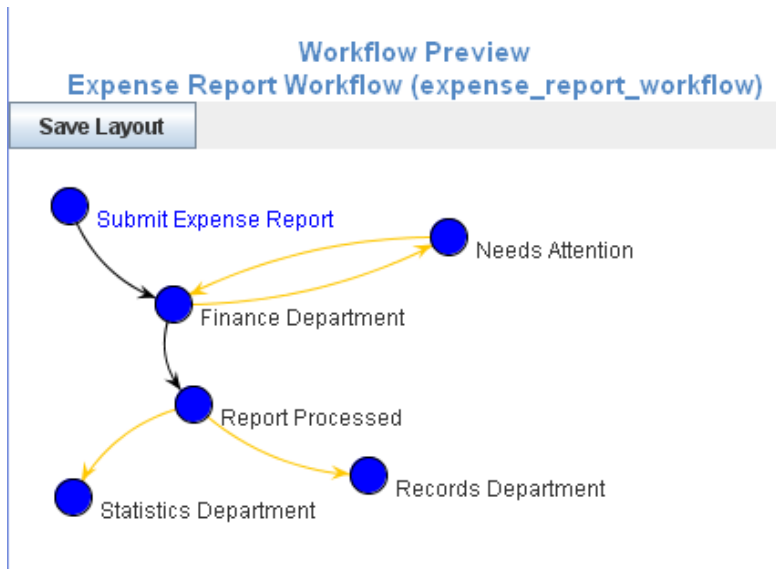 Workflow Preview
Expense Report Workflow (expense_report_workflow)
Save Layout
Submit Expense Report
Needs Attention
Finance Department
Report Processed
Records Department
Statistics Department